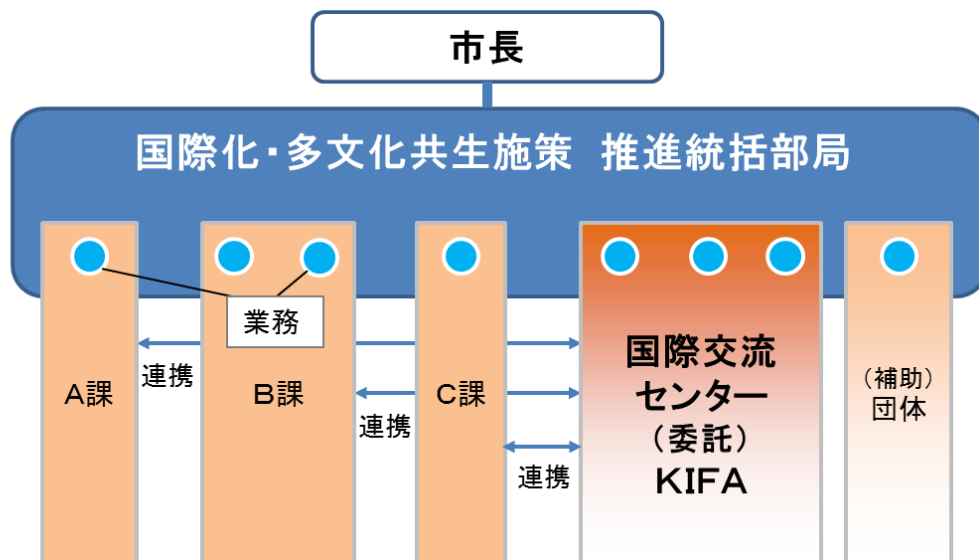 市長
国際化・多文化共生施策　推進統括部局
業務
連携
連携
連携
A課
B課
C課
国際交流
センター
（委託）
KIFA
（補助）
団体